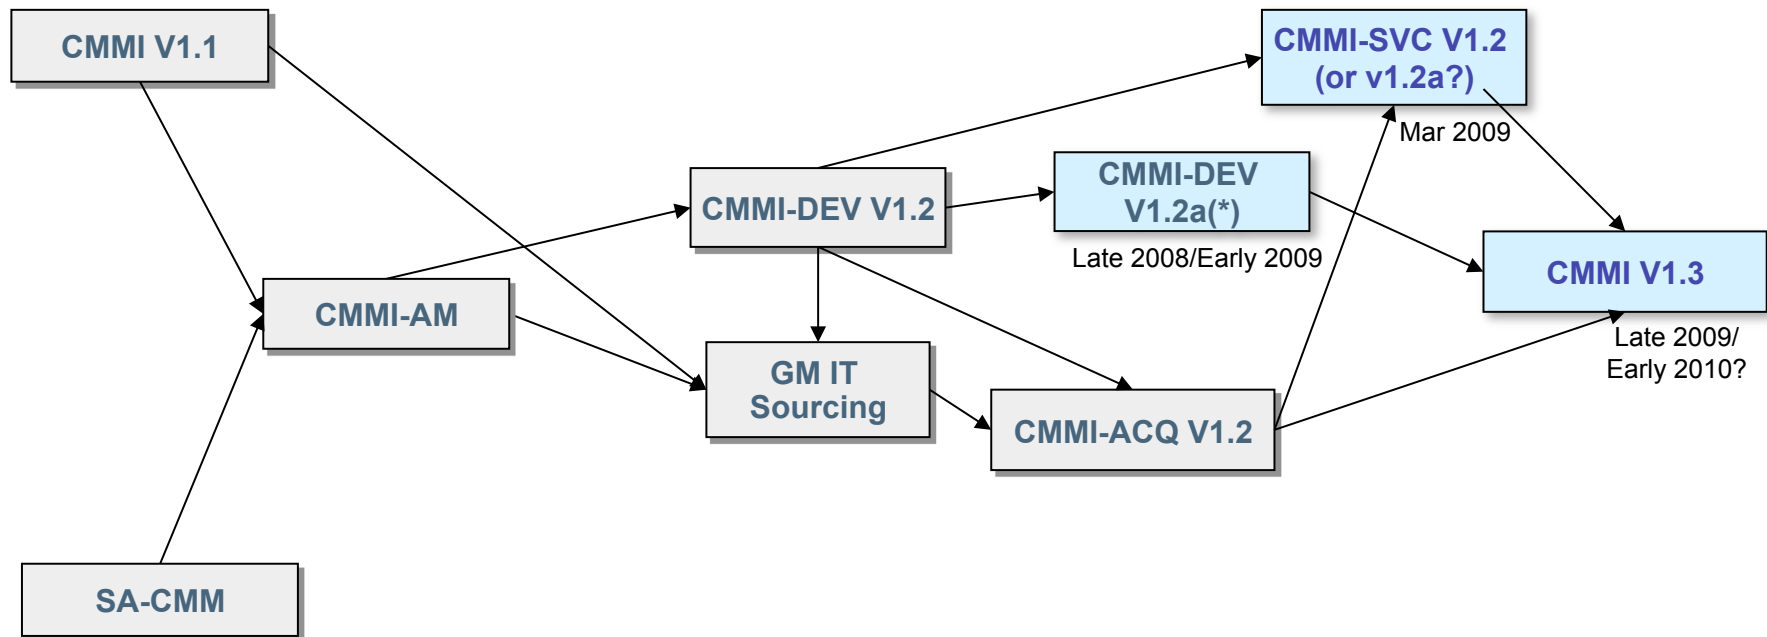 CMMI V1.1
CMMI-SVC V1.2
(or v1.2a?)
Mar 2009
CMMI-DEV V1.2
CMMI-DEV
V1.2a(*)
Late 2008/Early 2009
CMMI V1.3
Late 2009/
Early 2010?
CMMI-AM
GM IT
Sourcing
CMMI-ACQ V1.2
SA-CMM